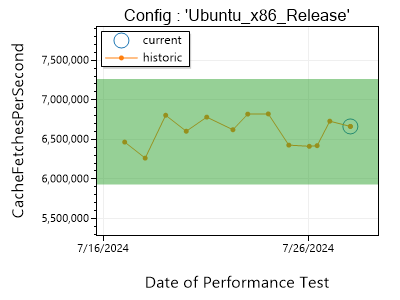 Config : 'Ubuntu_x86_Release'
current
historic
7,500,000
7,000,000
6,500,000
6,000,000
5,500,000
CacheFetchesPerSecond
7/16/2024
7/26/2024
Date of Performance Test